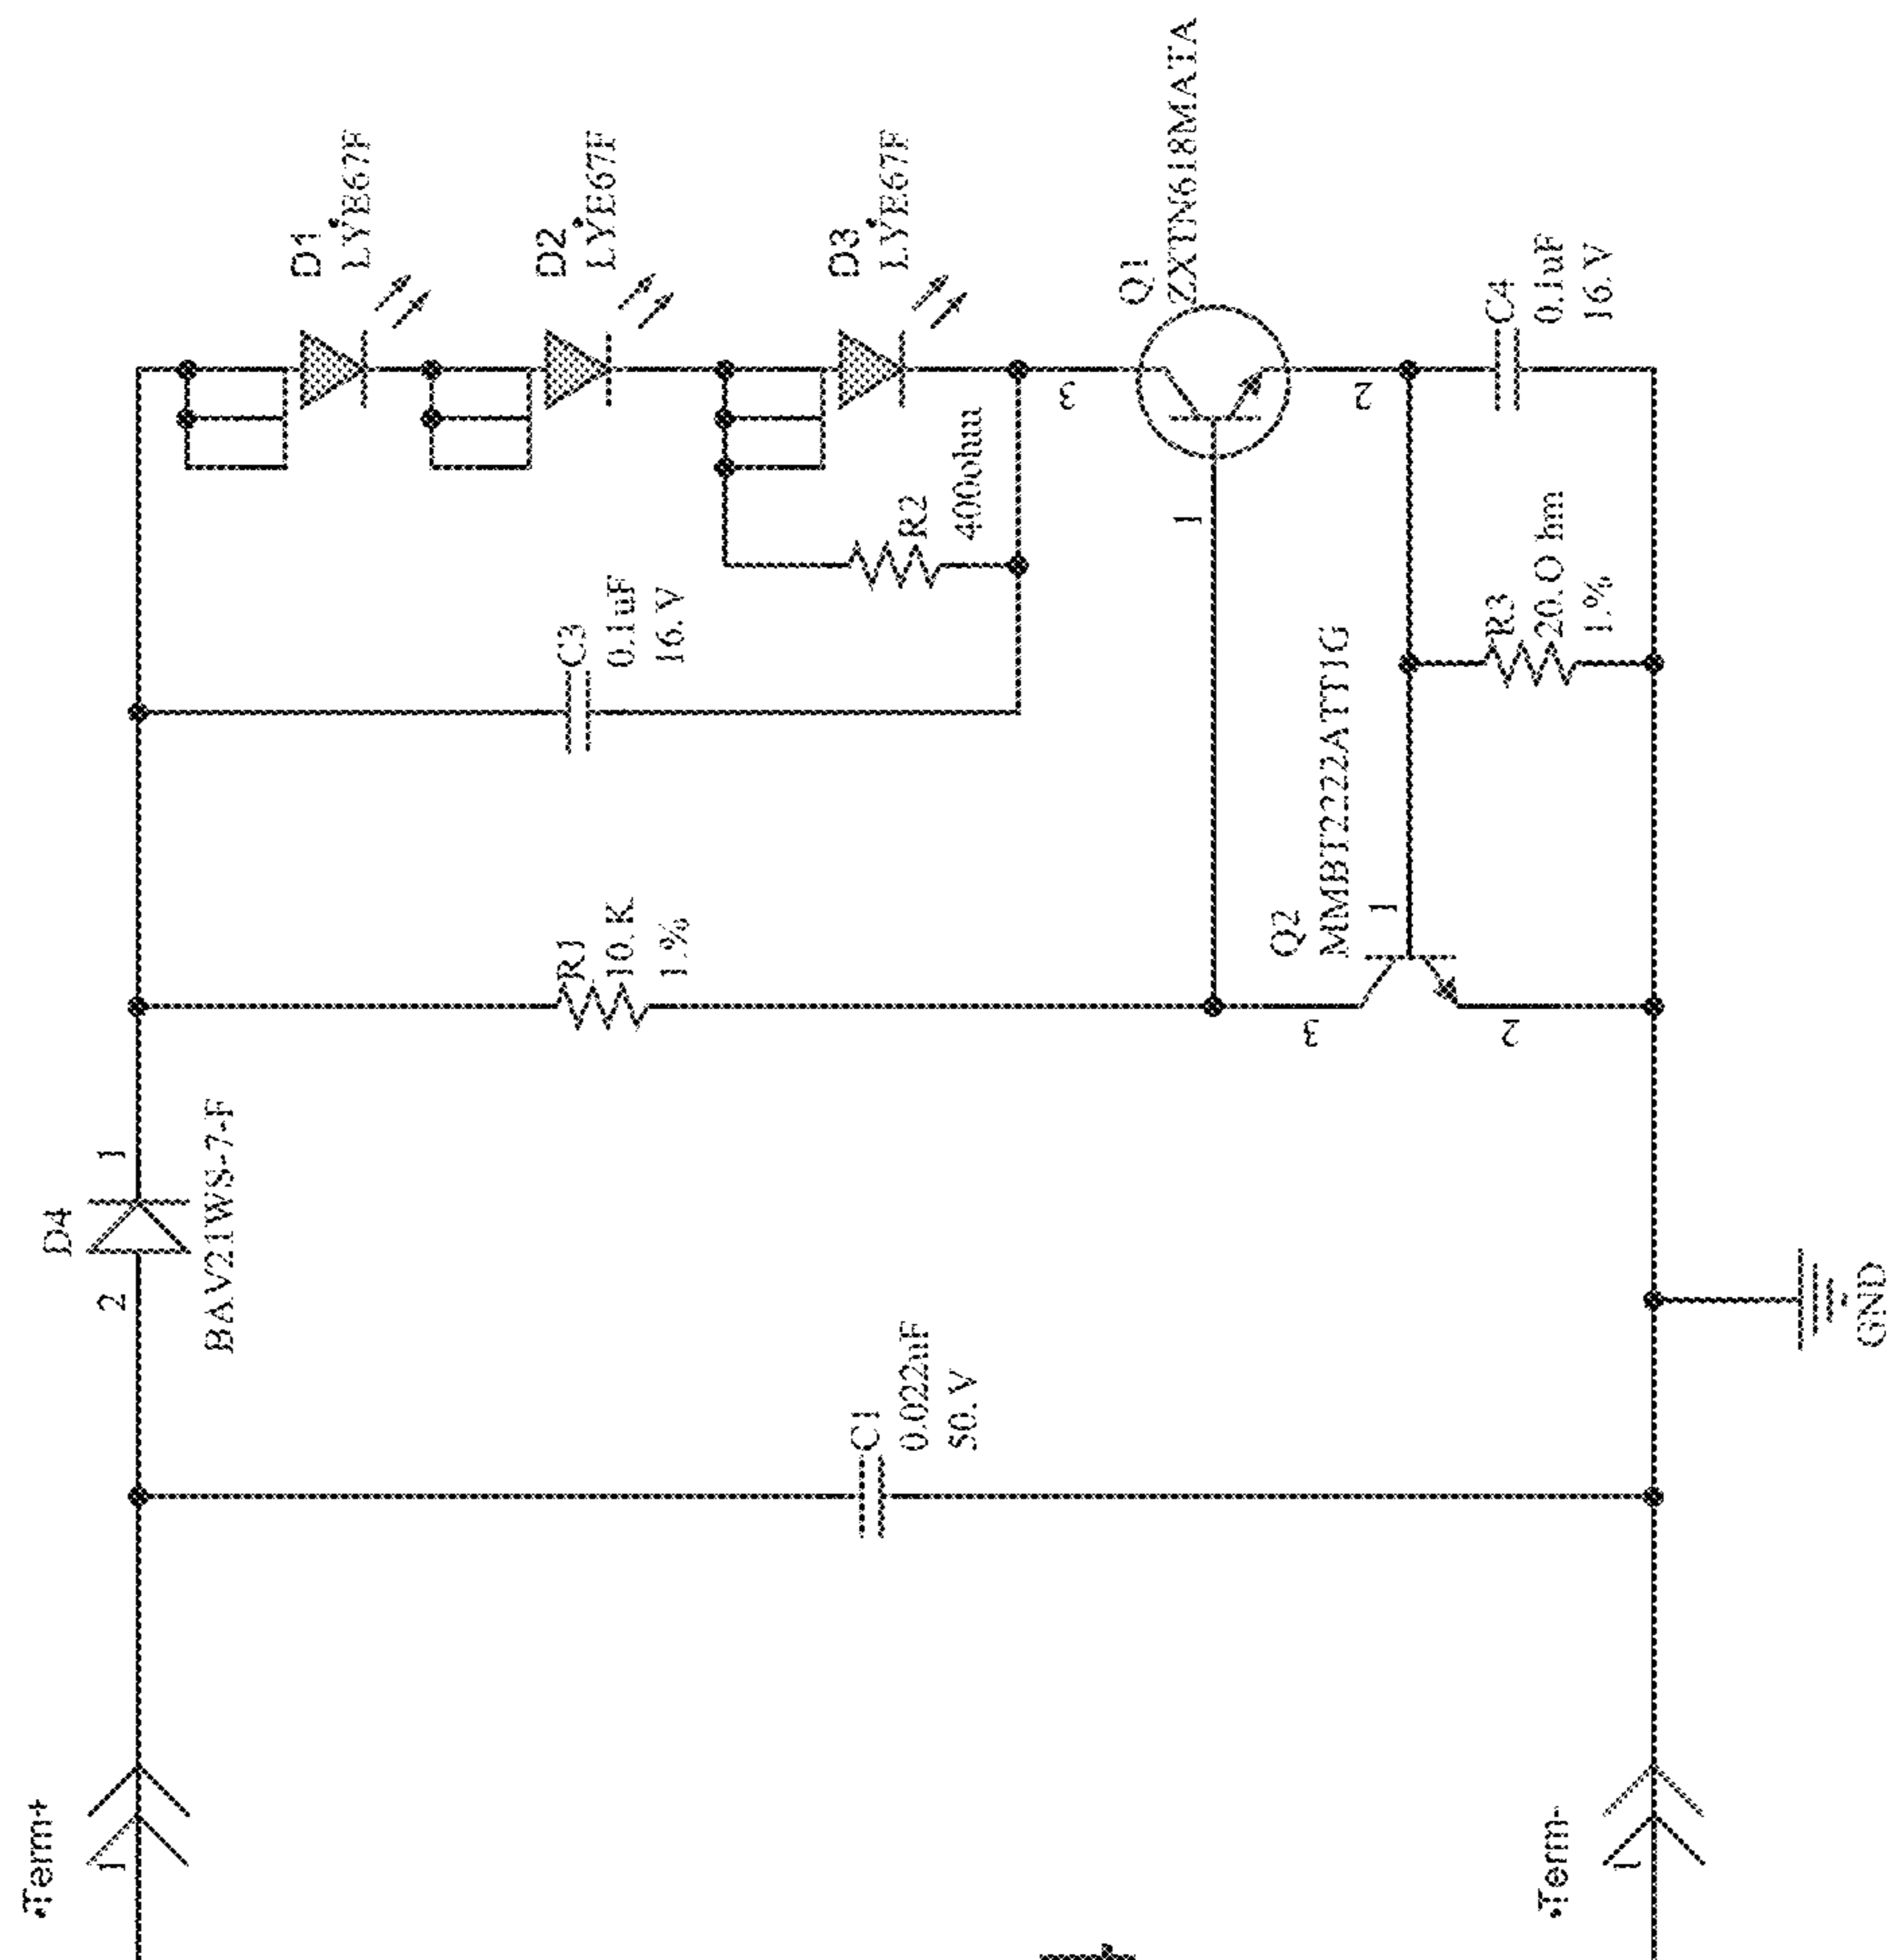 D1
LYE67F
D2
LYE67F
D3
LYE67F
Q1
ZXTN618MATA
3
2
1
C4
0.1uF
16.V
R2
400ohm
C3
0.1uF
16.V
R3
20.O hm
1.%
R1
10.K
1.%
Q2
MMBT2222ATT1G
1
3
2
D4
1
2
BAV21WS-7-F
C1
0.022uF
50.V
GND
Term+
1
Term-
1